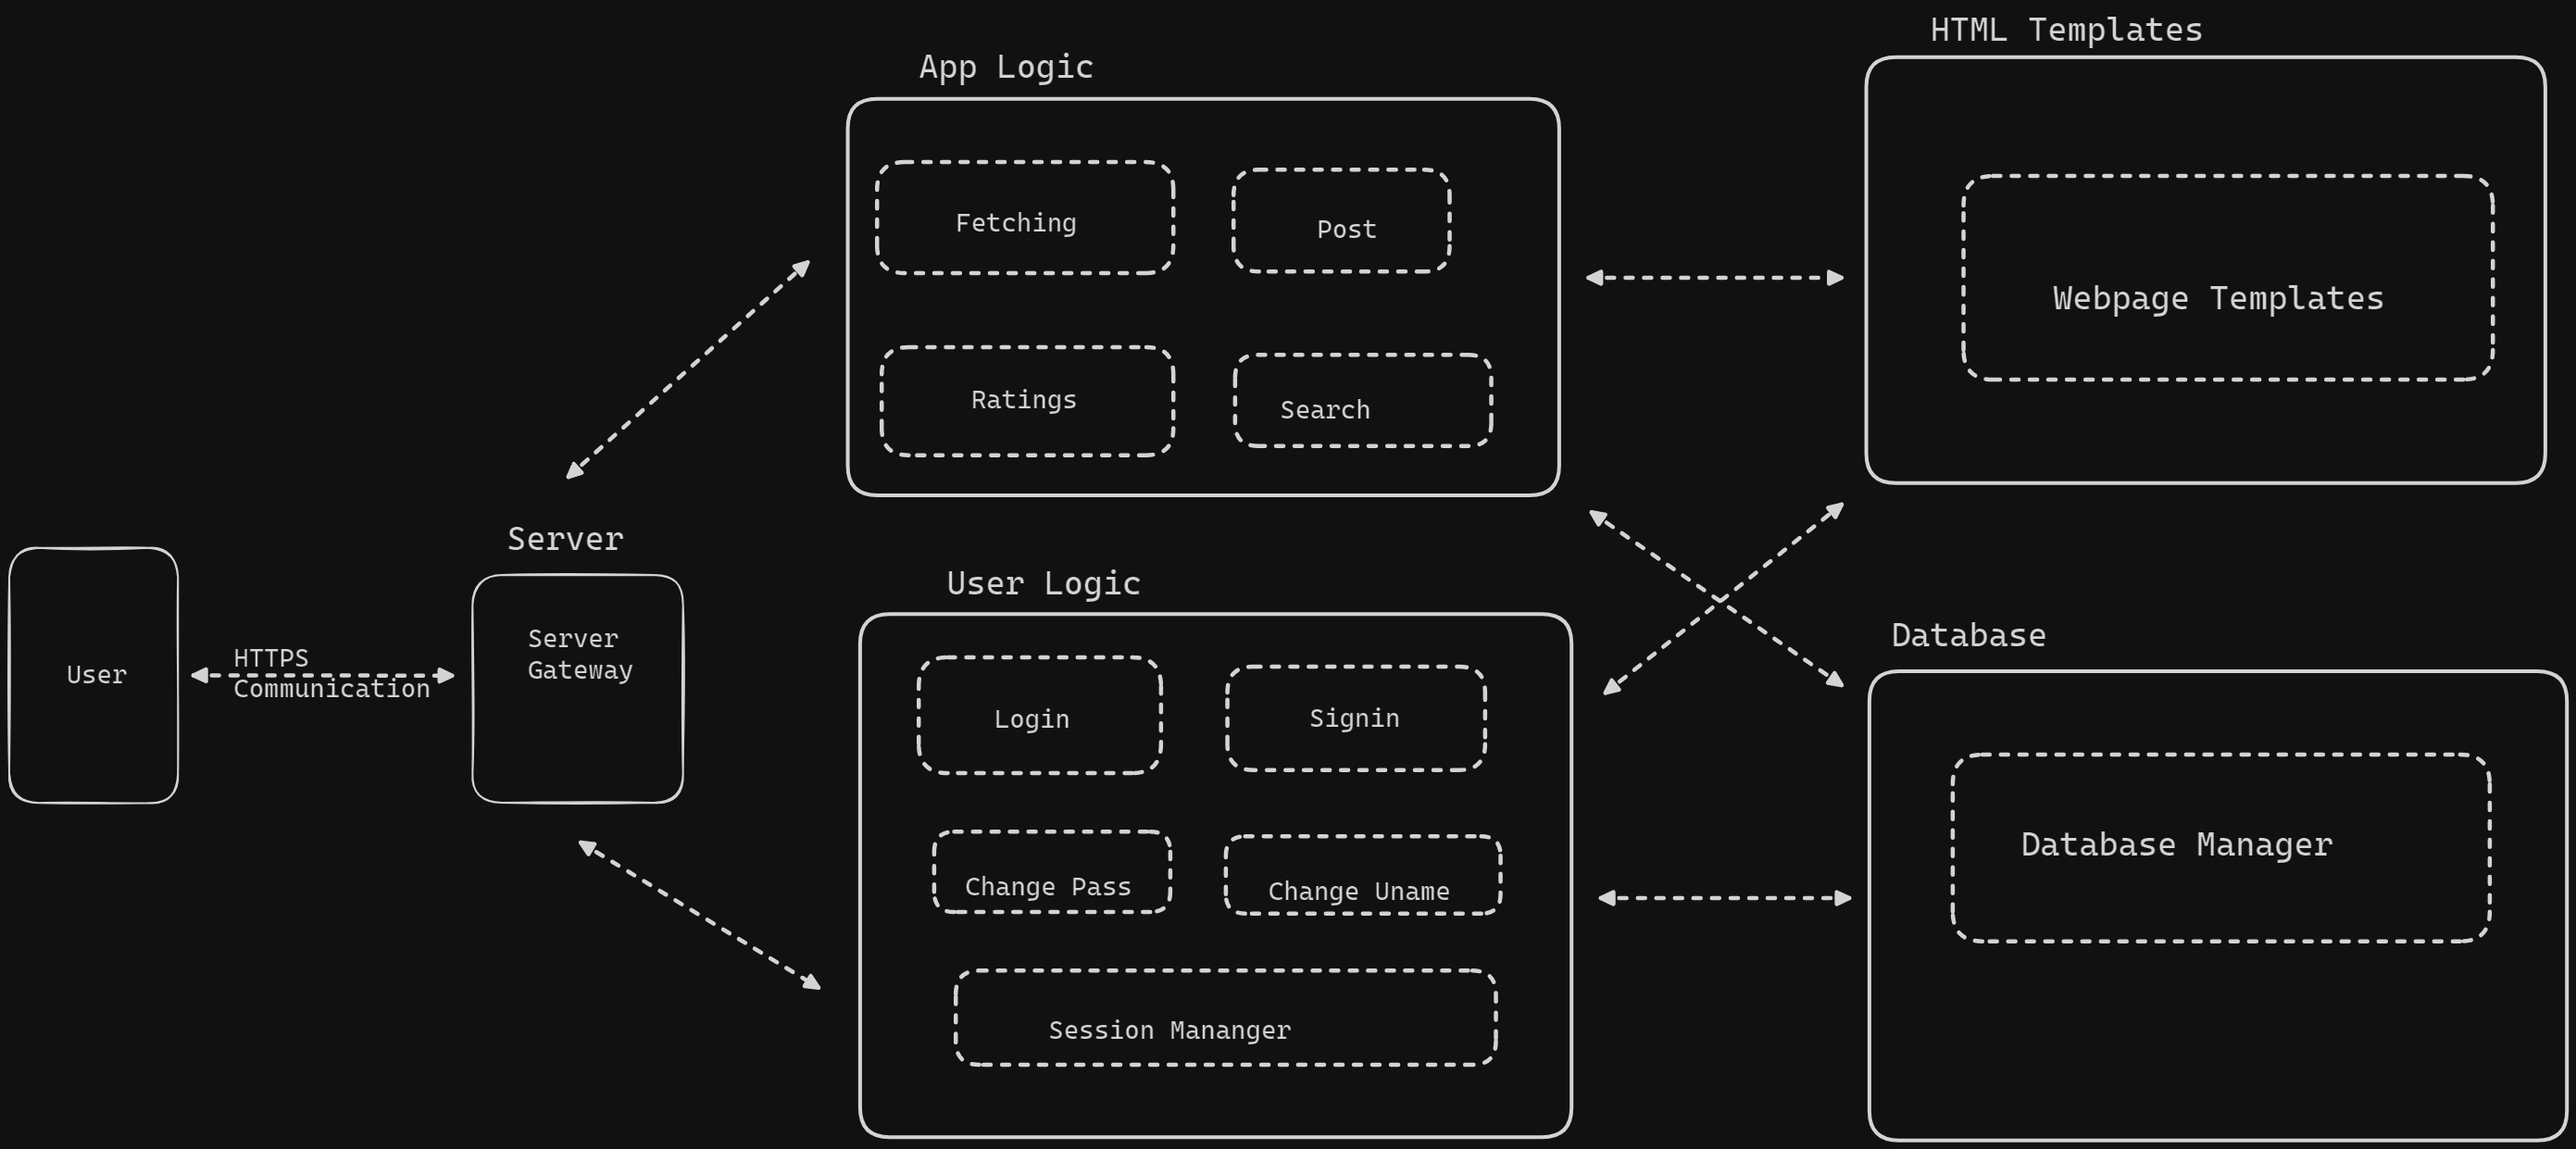 HTML Templates
App Logic
Fetching
Post
Webpage Templates
Ratings
Search
Server
User Logic
Database
User
HTTPS
Communication
Server
Gateway
Login
Signin
Database Manager
Change Pass
Change Uname
Session Mananger